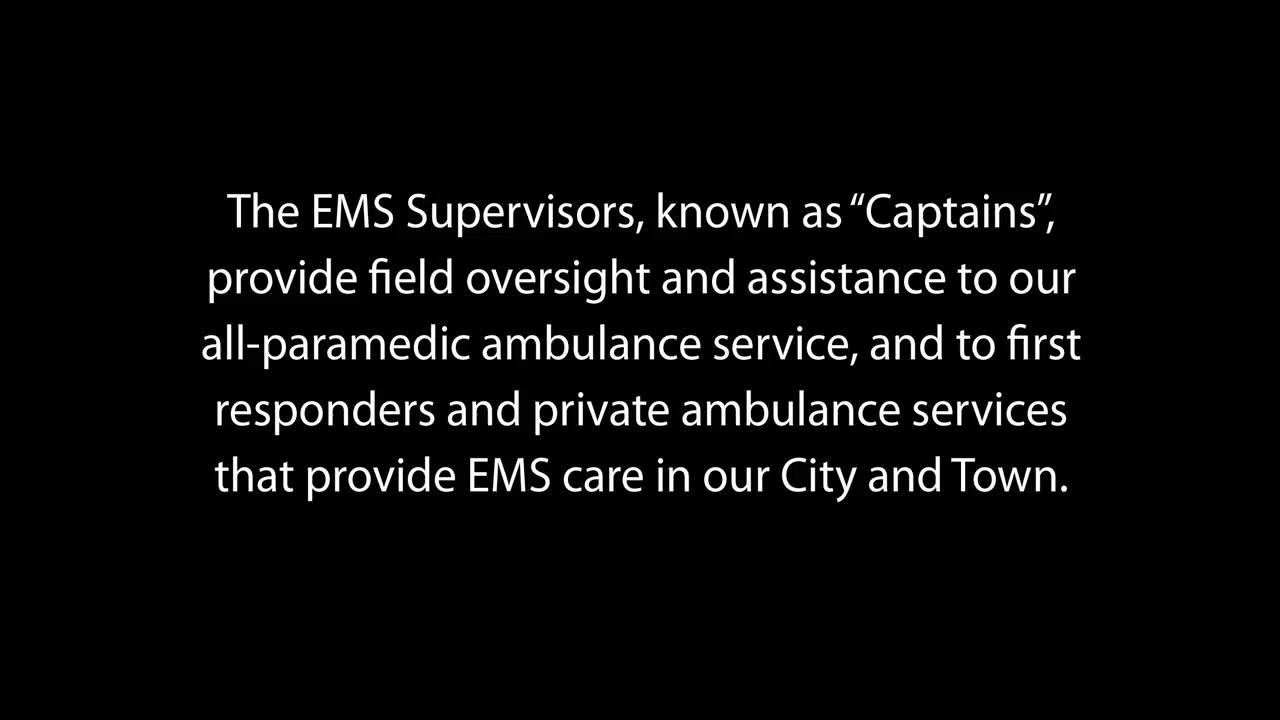 The EMS Supervisors, known as “Captains”,
provide field oversight and assistance to our
all-paramedic ambulance service, and to first
responders and private ambulance services
that provide EMS care in our City and Town.